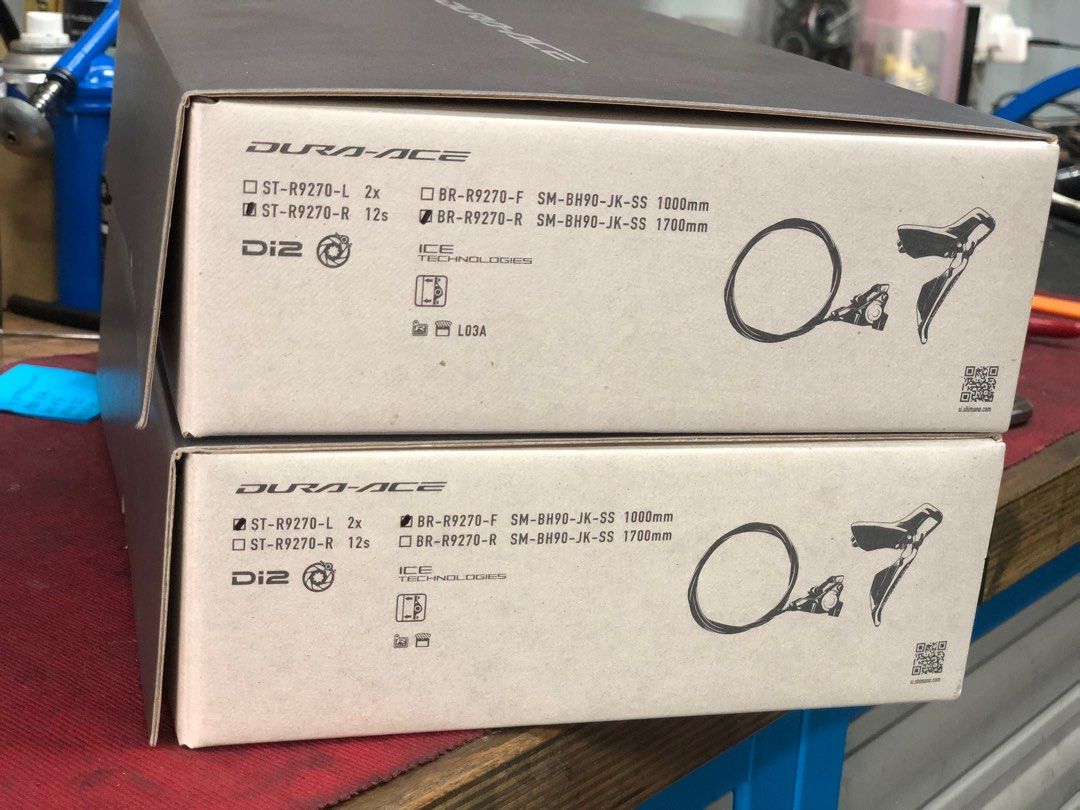 DURA-ACE
DURA-ACE
☐ ST-R9270-L 2x ☐ BR-R9270-F SM-BH90-JK-SS 1000mm
☑ ST-R9270-R 12s ☑ BR-R9270-R SM-BH90-JK-SS 1700mm
Di2
ICE
TECHNOLOGIES
L03A
si.shimano.com
DURA-ACE
☑ ST-R9270-L 2x ☑ BR-R9270-F SM-BH90-JK-SS 1000mm
☐ ST-R9270-R 12s ☐ BR-R9270-R SM-BH90-JK-SS 1700mm
Di2
ICE
TECHNOLOGIES
si.shimano.com